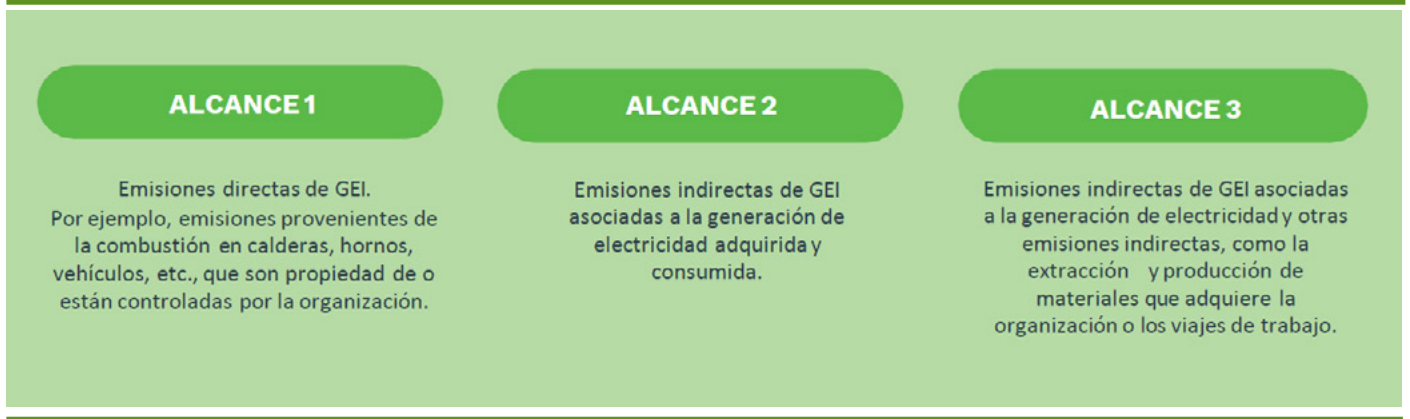 ALCANCE 1
Emisiones directas de GEI.
Por ejemplo, emisiones provenientes de
la combustión en calderas, hornos,
vehículos, etc., que son propiedad de o
están controladas por la organización.
ALCANCE 2
Emisiones indirectas de GEI
asociadas a la generación de
electricidad adquirida y
consumida.
ALCANCE 3
Emisiones indirectas de GEI asociadas
a la generación de electricidad y otras
emisiones indirectas, como la
extracción y producción de
materiales que adquiere la
organización o los viajes de trabajo.